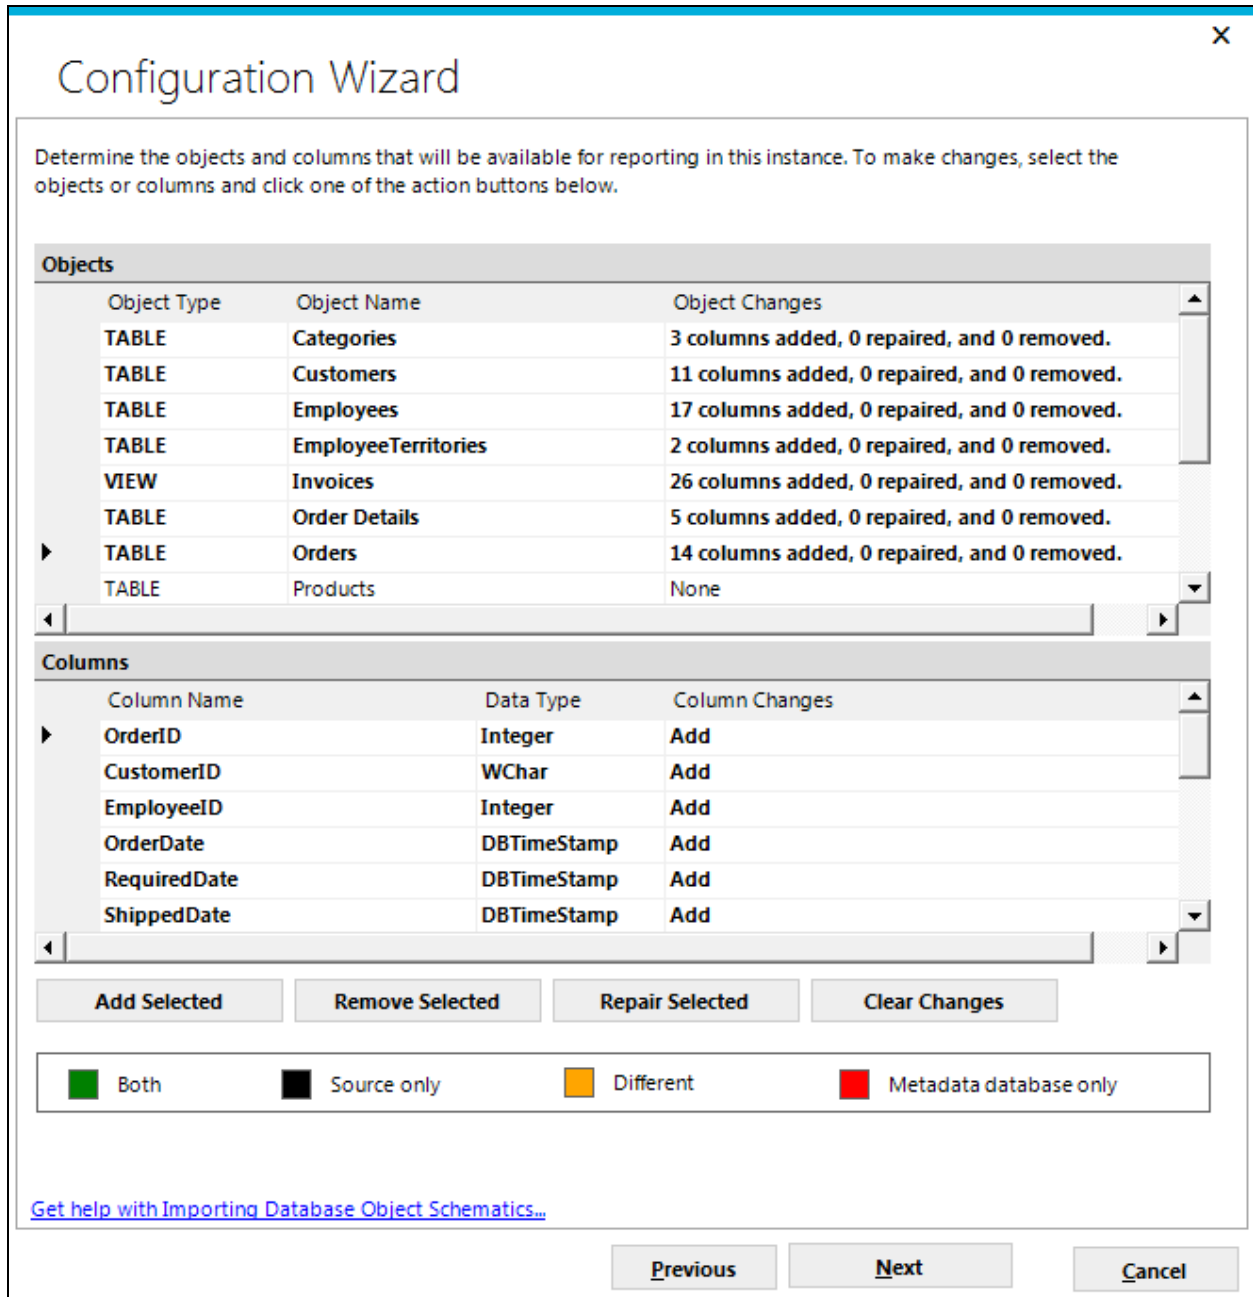 Configuration Wizard
Determine the objects and columns that will be available for reporting in this instance. To make changes, select the
objects or columns and click one of the action buttons below.
Objects
Object Type Object Name Object Changes
TABLE Categories 3 columns added, 0 repaired, and 0 removed.
TABLE Customers 11 columns added, 0 repaired, and 0 removed.
TABLE Employees 17 columns added, 0 repaired, and 0 removed.
TABLE EmployeeTerritories 2 columns added, 0 repaired, and 0 removed.
VIEW Invoices 26 columns added, 0 repaired, and 0 removed.
TABLE Order Details 5 columns added, 0 repaired, and 0 removed.
TABLE Orders 14 columns added, 0 repaired, and 0 removed.
TABLE Products None
Columns
Column Name Data Type Column Changes
OrderID Integer Add
CustomerID WChar Add
EmployeeID Integer Add
OrderDate DBTimeStamp Add
RequiredDate DBTimeStamp Add
ShippedDate DBTimeStamp Add
Add Selected Remove Selected Repair Selected Clear Changes
Both Source only Different Metadata database only
Get help with Importing Database Object Schematics...
Previous Next Cancel